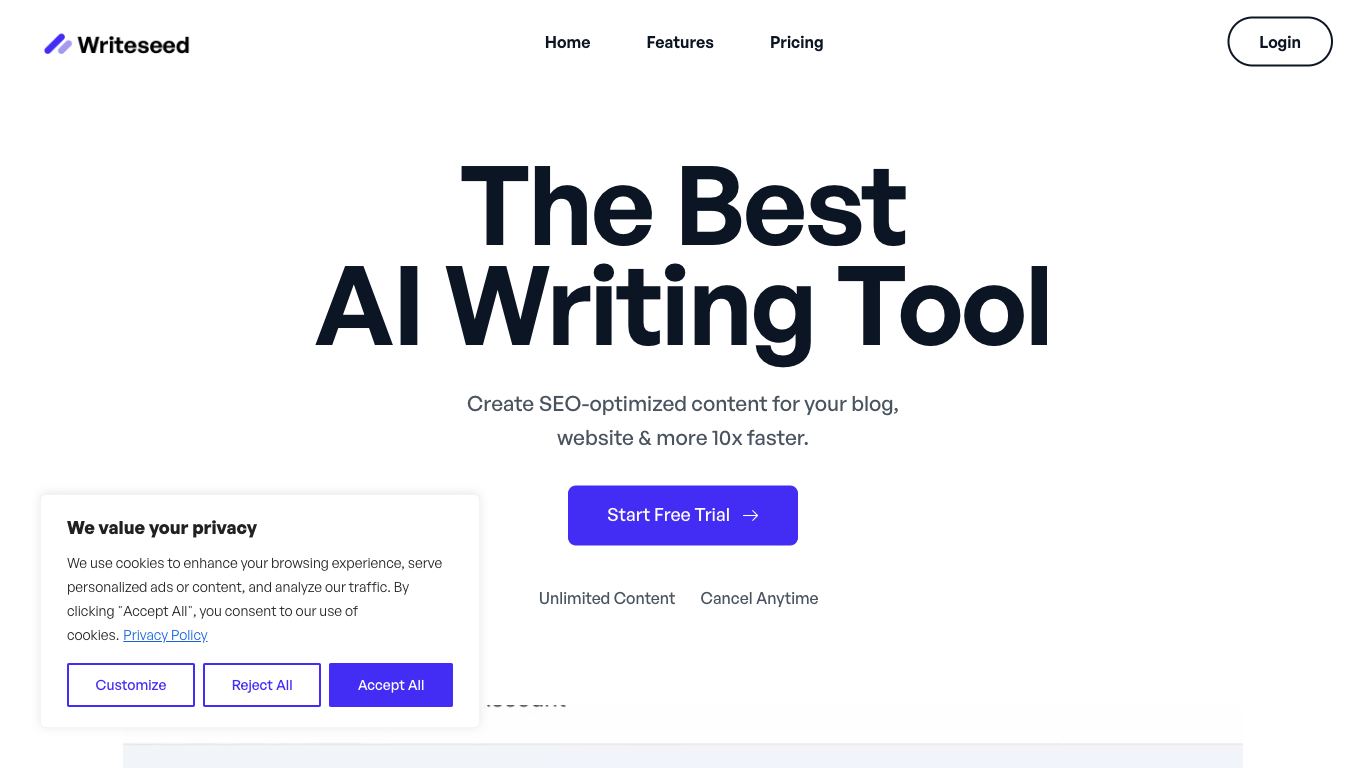 Writeseed
Home
Features
Pricing
Login
The Best
AI Writing Tool
Create SEO-optimized content for your blog,
website & more 10x faster.
Start Free Trial
Unlimited Content
Cancel Anytime
We value your privacy
We use cookies to enhance your browsing experience, serve
personalized ads or content, and analyze our traffic. By
clicking "Accept All", you consent to our use of
cookies. Privacy Policy
Customize
Reject All
Accept All